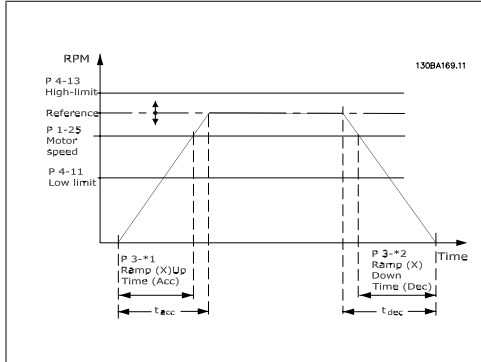 RPM
130BA169.11
P 4-13
High-limit
Reference
P 1-25
Motor
speed
P 4-11
Low limit
Time
P 3-*1
Ramp (X)Up
Time (Acc)
P 3-*2
Ramp (X)
Down
Time (Dec)
tacc
tdec